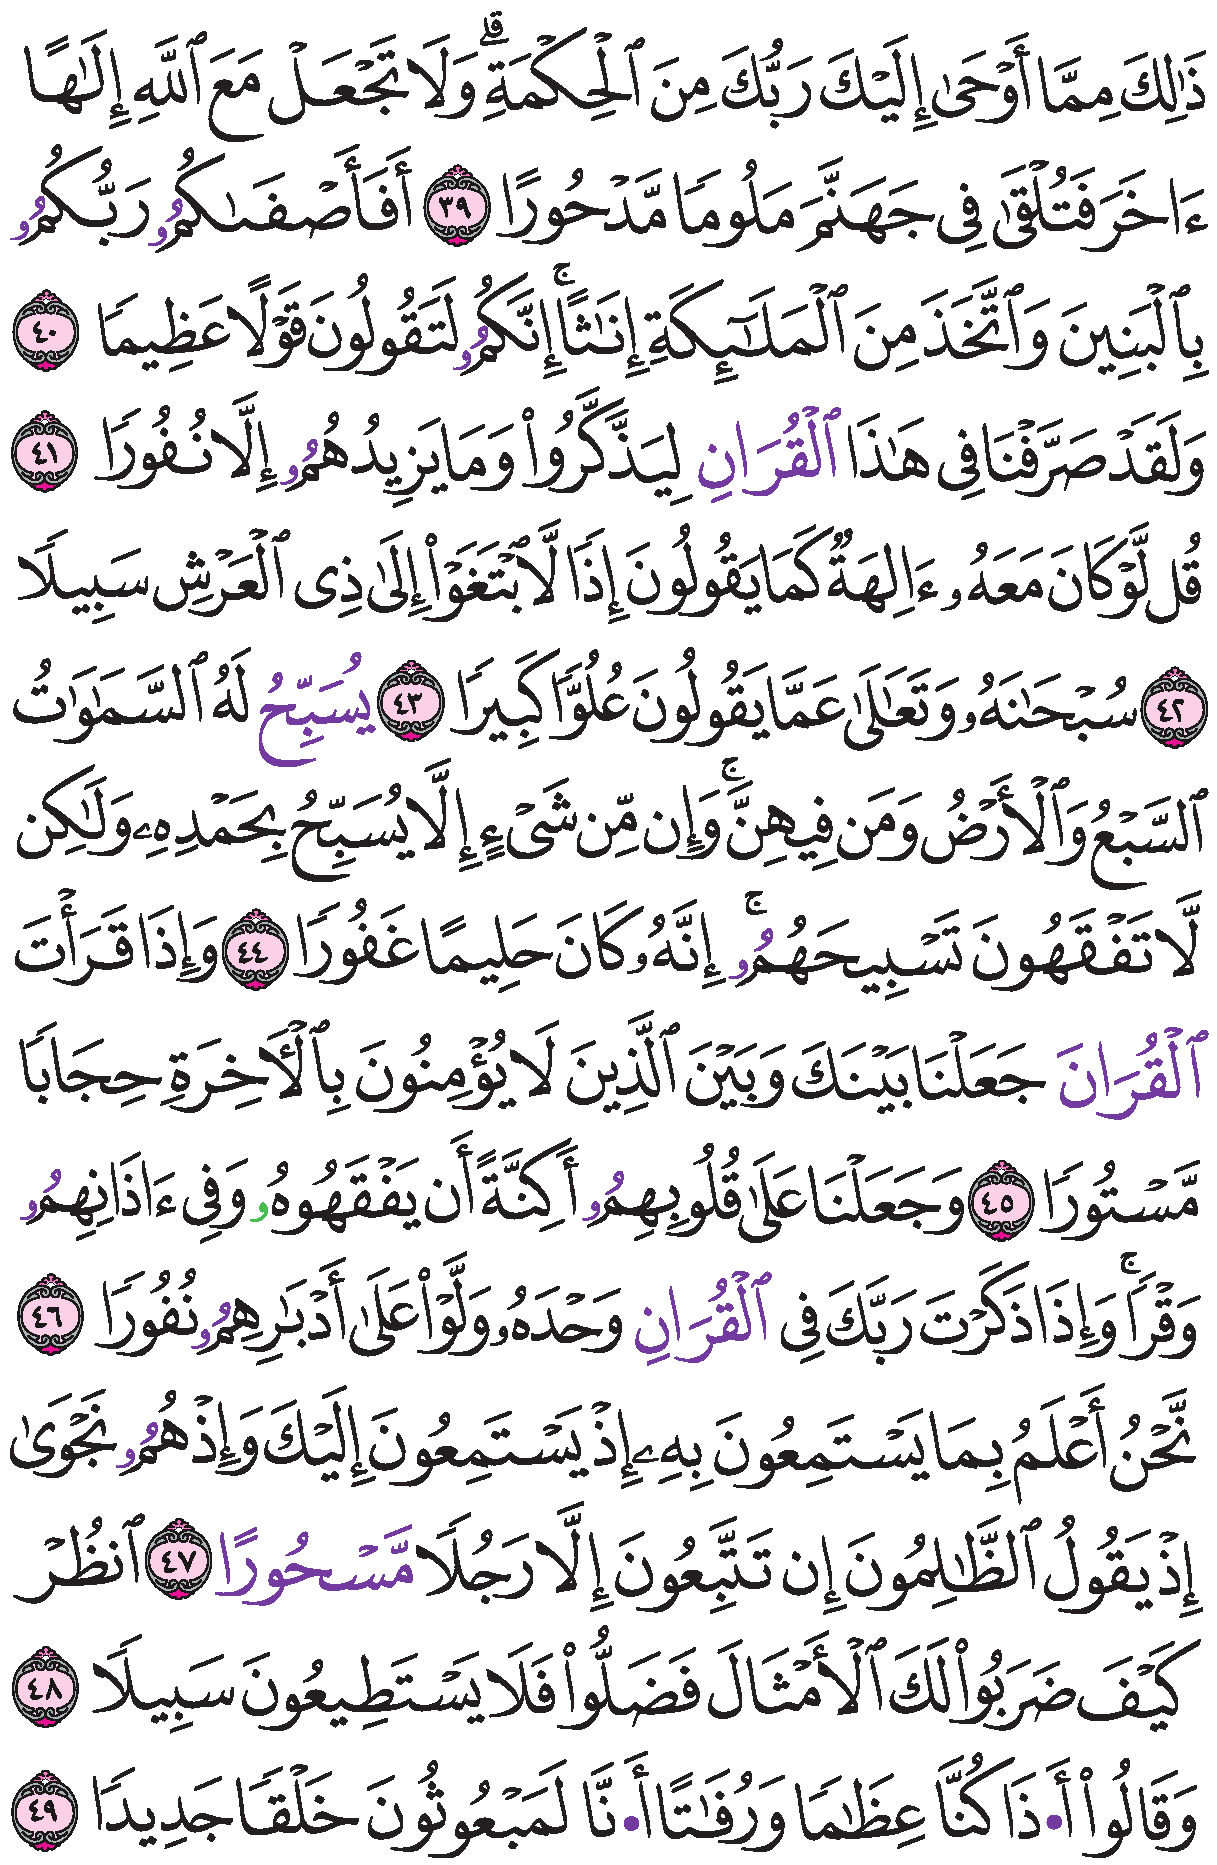 ذَٰلِكَ مِمَّا أَوْحَىٰ إِلَيْكَ رَبُّكَ مِنَ ٱلْحِكْمَةِۗ وَلَا تَجْعَلْ مَعَ ٱللَّهِ إِلَٰهًا
ءَاخَرَ فَتُلْقَىٰ فِى جَهَنَّمَ مَلُومًا مَّدْحُورًا ٣٩ أَفَأَصْفَىٰكُمُۥ رَبُّكُمُۥ
بِٱلْبَنِينَ وَٱتَّخَذَ مِنَ ٱلْمَلَٰٓئِكَةِ إِنَٰثًاۚ إِنَّكُمُۥ لَتَقُولُونَ قَوْلًا عَظِيمًا ٤٠
وَلَقَدْ صَرَّفْنَا فِى هَٰذَا ٱلْقُرَانِ لِيَذَّكَّرُوا۟ وَمَا يَزِيدُهُمُۥ إِلَّا نُفُورًا ٤١
قُل لَّوْ كَانَ مَعَهُۥ ءَالِهَةٌ كَمَا يَقُولُونَ إِذًا لَّٱبْتَغَوْا۟ إِلَىٰ ذِى ٱلْعَرْشِ سَبِيلًا
٤٢ سُبْحَٰنَهُۥ وَتَعَٰلَىٰ عَمَّا يَقُولُونَ عُلُوًّا كَبِيرًا ٤٣ يُسَبِّحُ لَهُ ٱلسَّمَٰوَٰتُ
ٱلسَّبْعُ وَٱلْأَرْضُ وَمَن فِيهِنَّۚ وَإِن مِّن شَىْءٍ إِلَّا يُسَبِّحُ بِحَمْدِهِۦ وَلَٰكِن
لَّا تَفْقَهُونَ تَسْبِيحَهُمُۥۚ إِنَّهُۥ كَانَ حَلِيمًا غَفُورًا ٤٤ وَإِذَا قَرَأْتَ
ٱلْقُرَانَ جَعَلْنَا بَيْنَكَ وَبَيْنَ ٱلَّذِينَ لَا يُؤْمِنُونَ بِٱلْأَخِرَةِ حِجَابًا
مَّسْتُورًا ٤٥ وَجَعَلْنَا عَلَىٰ قُلُوبِهِمُۥ أَكِنَّةً أَن يَفْقَهُوهُۥ وَفِى ءَاذَانِهِمُۥ
وَقْرًاۚ وَإِذَا ذَكَرْتَ رَبَّكَ فِى ٱلْقُرَانِ وَحْدَهُۥ وَلَّوْا۟ عَلَىٰ أَدْبَٰرِهِمُۥ نُفُورًا ٤٦
نَّحْنُ أَعْلَمُ بِمَا يَسْتَمِعُونَ بِهِۦ إِذْ يَسْتَمِعُونَ إِلَيْكَ وَإِذْ هُمُۥ نَجْوَىٰ
إِذْ يَقُولُ ٱلظَّٰلِمُونَ إِن تَتَّبِعُونَ إِلَّا رَجُلًا مَّسْحُورًا ٤٧ ٱنظُرْ
كَيْفَ ضَرَبُوا۟ لَكَ ٱلْأَمْثَالَ فَضَلُّوا۟ فَلَا يَسْتَطِيعُونَ سَبِيلًا ٤٨
وَقَالُوا۟ أَ•ذَا كُنَّا عِظَٰمًا وَرُفَٰتًا أَ•نَّا لَمَبْعُوثُونَ خَلْقًا جَدِيدًا ٤٩